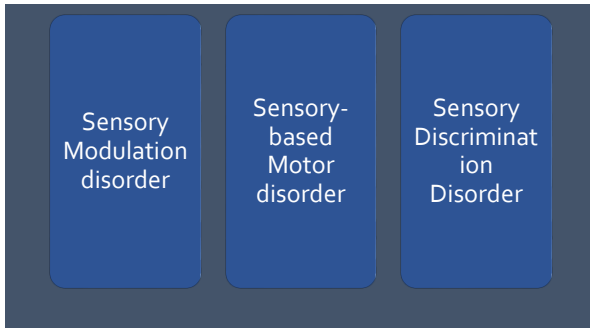 Sensory
Modulation
disorder
Sensory-
based
Motor
disorder
Sensory
Discriminat
ion
Disorder